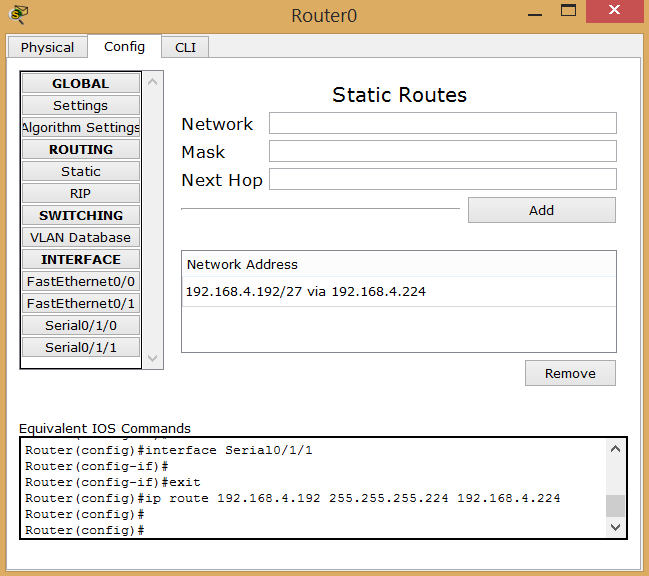 Router0
Physical
Config
CLI
GLOBAL
Settings
Algorithm Settings
ROUTING
Static
RIP
SWITCHING
VLAN Database
INTERFACE
FastEthernet0/0
FastEthernet0/1
Serial0/1/0
Serial0/1/1
Static Routes
Network
Mask
Next Hop
Add
Network Address
192.168.4.192/27 via 192.168.4.224
Remove
Equivalent IOS Commands
Router(config)#interface Serial0/1/1
Router(config-if)#
Router(config-if)#exit
Router(config)#ip route 192.168.4.192 255.255.255.224 192.168.4.224
Router(config)#
Router(config)#